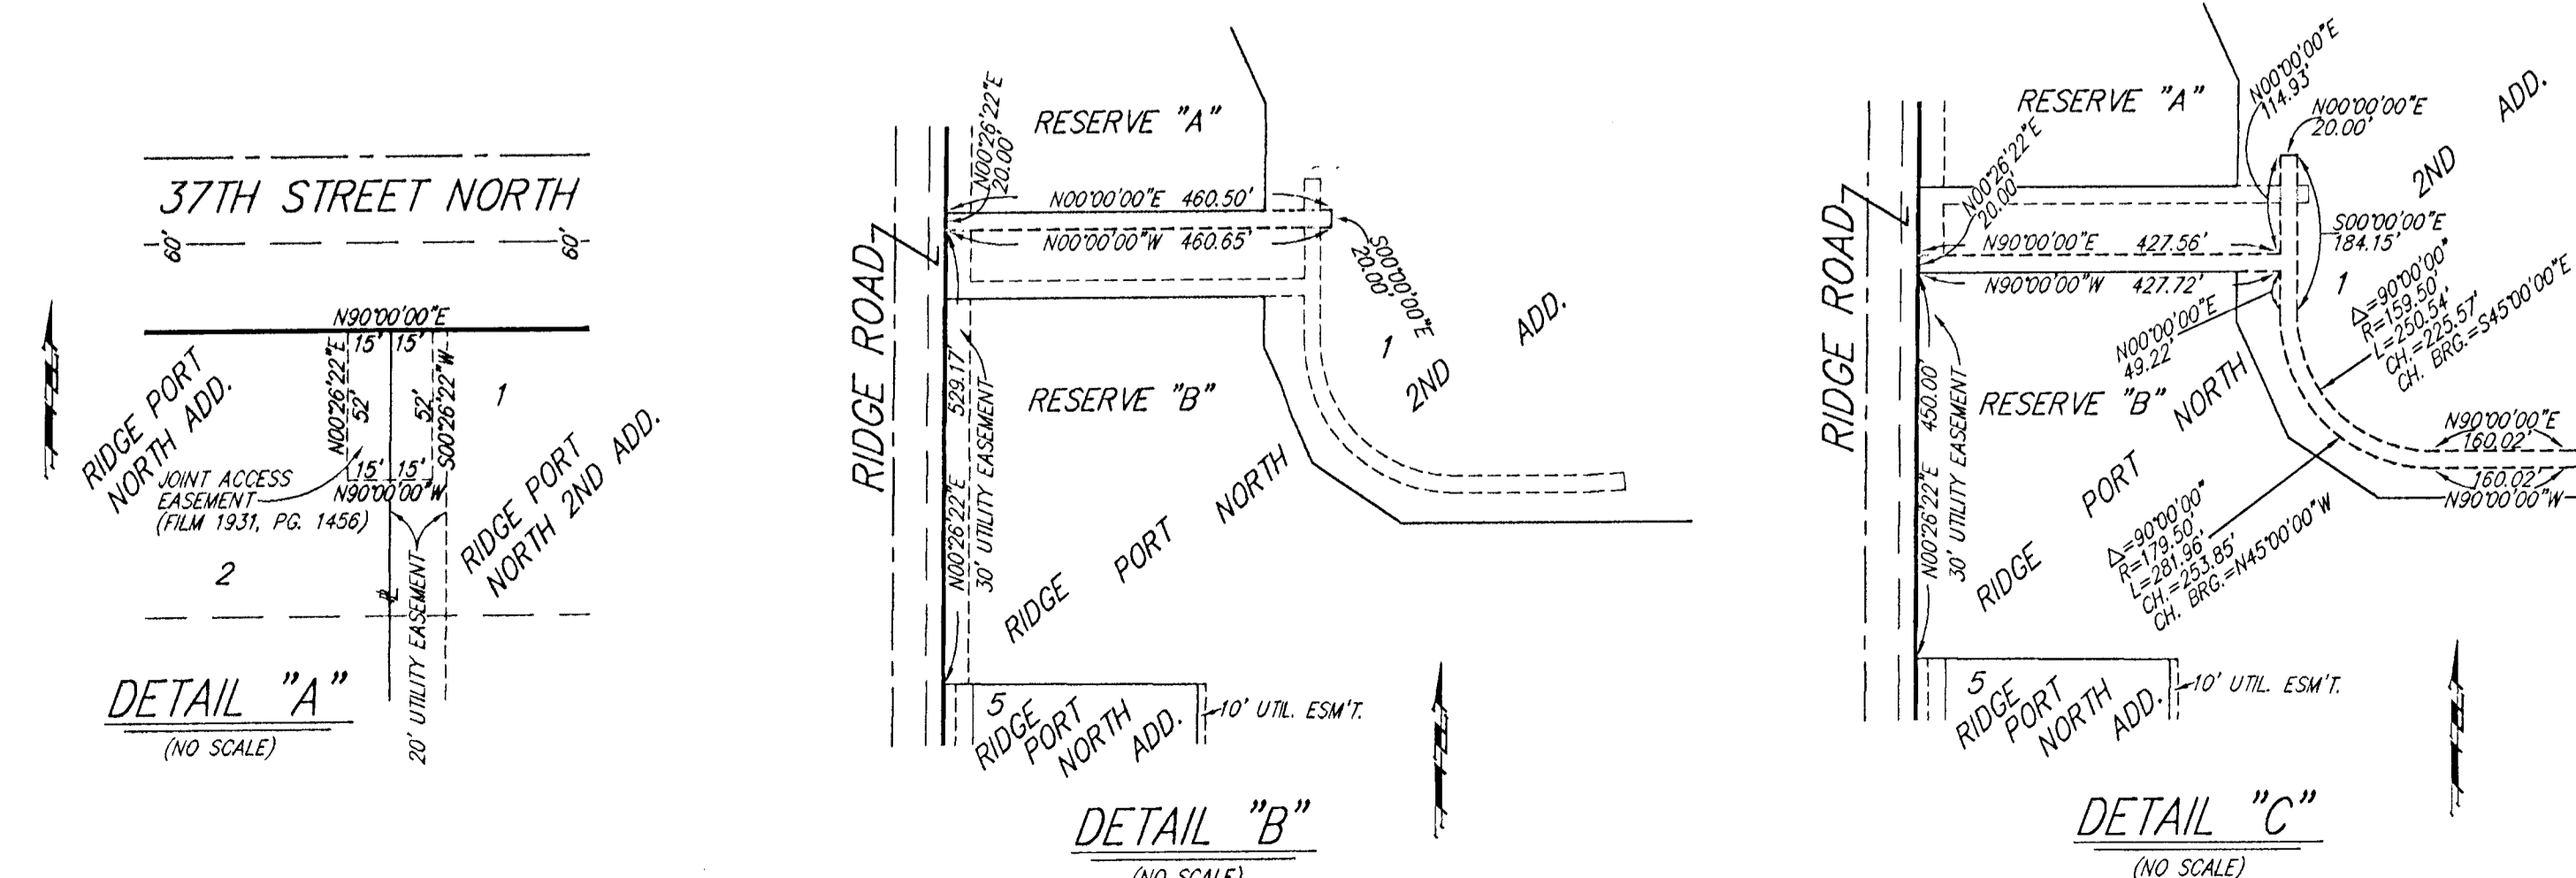 37TH STREET NORTH
60'
60'
N90°00'00"E
15' 15'
N00°26'22"E
52'
52'
S00°26'22"W
1
RIDGE PORT
NORTH ADD.
JOINT ACCESS
EASEMENT
(FILM 1931, PG. 1456)
15' 15'
N90°00'00"W
RIDGE PORT
NORTH 2ND ADD.
2
20' UTILITY EASEMENT
DETAIL "A"
(NO SCALE)
RIDGE ROAD
N00°26'22"E
20.00'
RESERVE "A"
N00°00'00"E 460.50'
N00°00'00"W 460.65'
S00°00'00"E
20.00'
1
2ND
ADD.
N00°26'22"E 529.17'
30' UTILITY EASEMENT
RESERVE "B"
RIDGE
PORT
NORTH
5
RIDGE
PORT
NORTH
ADD.
10' UTIL. ESM'T.
DETAIL "B"
(NO SCALE)
RIDGE ROAD
RESERVE "A"
N00°26'22"E
20.00'
N00°00'00"E
114.93'
N00°00'00"E
20.00'
ADD.
2ND
N90°00'00"E 427.56'
N90°00'00"W 427.72'
S00°00'00"E
184.15'
1
Δ=90°00'00"
R=159.50'
L=250.54'
CH.=225.57'
CH. BRG.=S45°00'00"E
N00°00'00"E
49.22'
N00°26'22"E 450.00'
30' UTILITY EASEMENT
RESERVE "B"
RIDGE
PORT
NORTH
N90°00'00"E
160.02'
160.02'
N90°00'00"W
Δ=90°00'00"
R=179.50'
L=281.96'
CH.=253.85'
CH. BRG.=N45°00'00"W
5
RIDGE
PORT
NORTH
ADD.
10' UTIL. ESM'T.
DETAIL "C"
(NO SCALE)